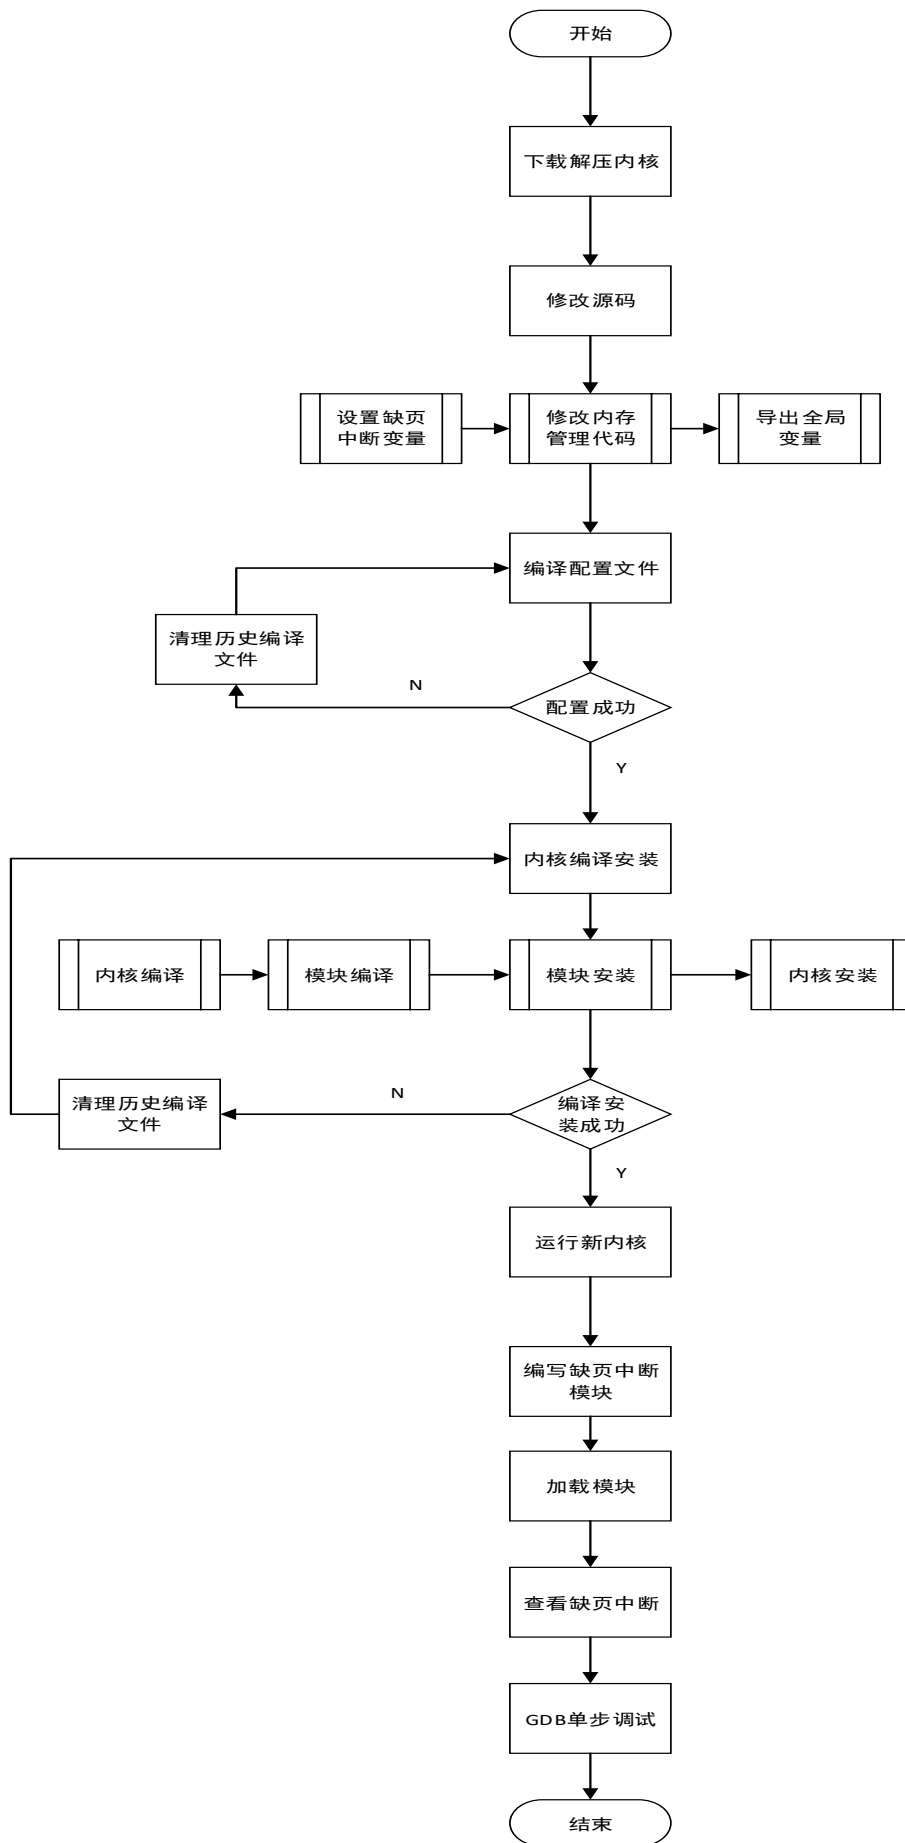 开始
下载解压内核
修改源码
设置缺页
中断变量
修改内存
管理代码
导出全局
变量
编译配置文件
清理历史编译
文件
N
配置成功
Y
内核编译安装
内核编译
模块编译
模块安装
内核安装
清理历史编译
文件
N
编译安
装成功
Y
运行新内核
编写缺页中断
模块
加载模块
查看缺页中断
GDB单步调试
结束